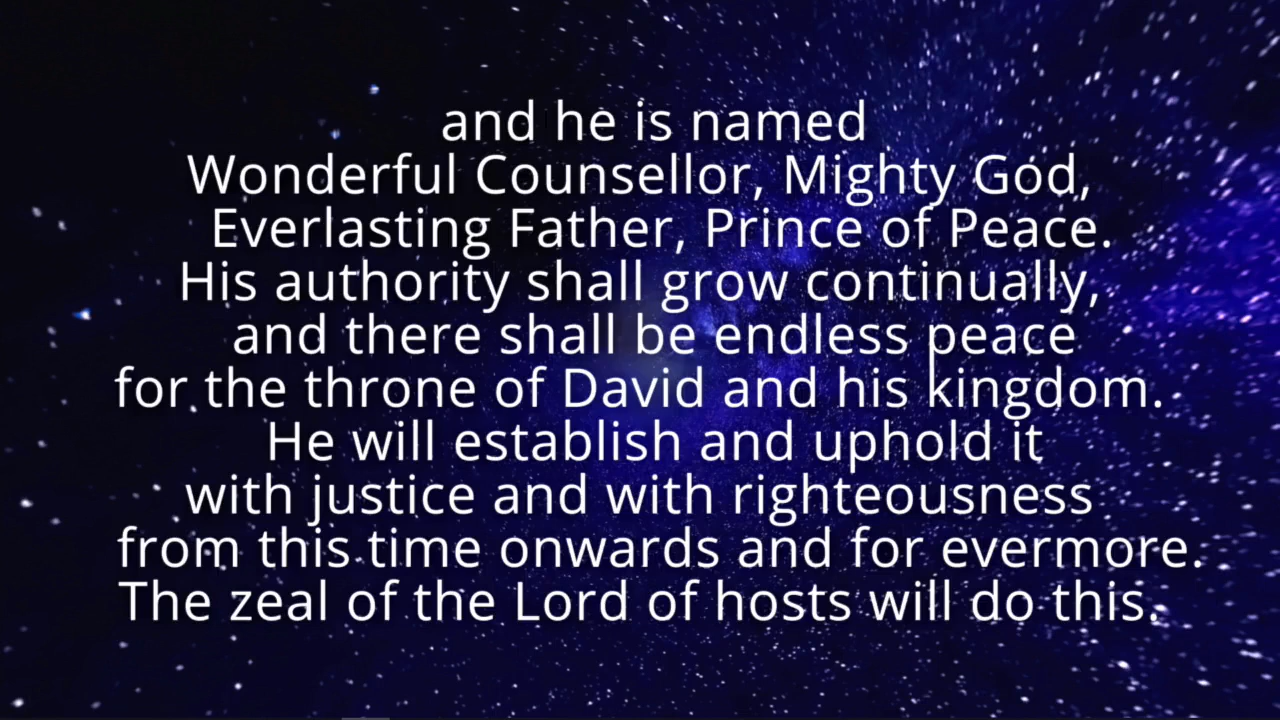 and he is named
Wonderful Counsellor, Mighty God,
Everlasting Father, Prince of Peace.
His authority shall grow continually,
and there shall be endless peace
for the throne of David and his kingdom.
He will establish and uphold it
with justice and with righteousness
from this time onwards and for evermore.
The zeal of the Lord of hosts will do this.